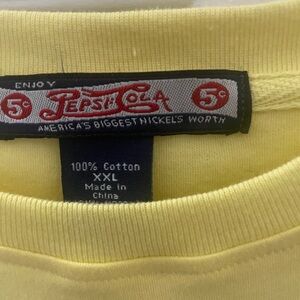 ENJOY
5¢ PEPSI:COLA 5¢
AMERICA'S BIGGEST NICKEL'S WORTH
100% Cotton
XXL
Made in
China